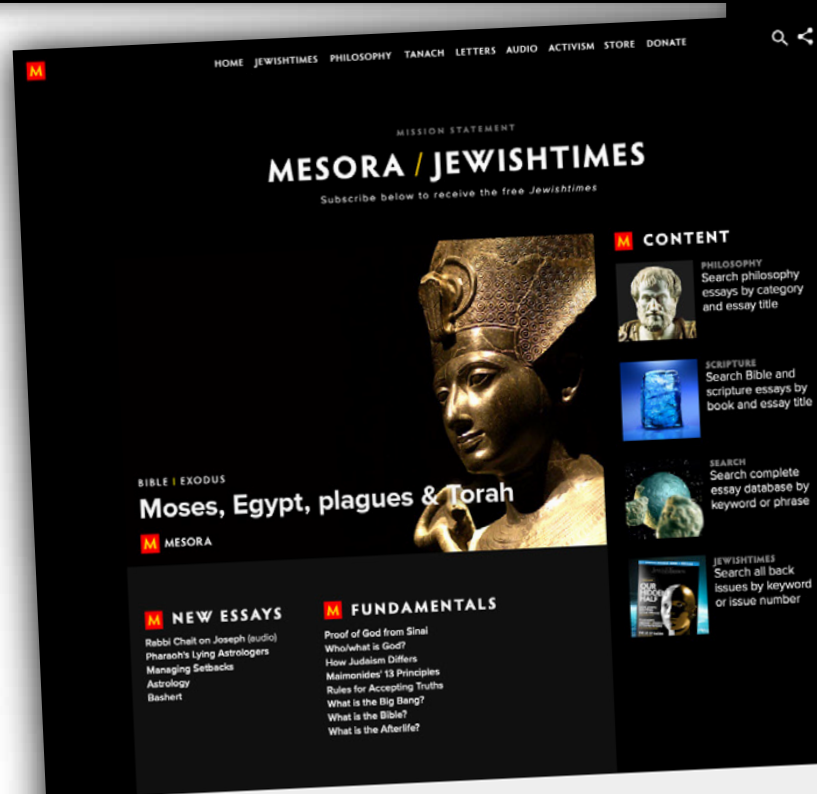 M
HOME JEWISHTIMES PHILOSOPHY TANACH LETTERS AUDIO ACTIVISM STORE DONATE
MISSION STATEMENT
MESORA / JEWISHTIMES
Subscribe below to receive the free Jewishtimes
BIBLE | EXODUS
Moses, Egypt, plagues & Torah
M MESORA
M NEW ESSAYS
Rabbi Chait on Joseph (audio)
Pharaoh's Lying Astrologers
Managing Setbacks
Astrology
Bashert
M FUNDAMENTALS
Proof of God from Sinai
Who/what is God?
How Judaism Differs
Maimonides' 13 Principles
Rules for Accepting Truths
What is the Big Bang?
What is the Bible?
What is the Afterlife?
M CONTENT
PHILOSOPHY
Search philosophy
essays by category
and essay title
SCRIPTURE
Search Bible and
scripture essays by
book and essay title
SEARCH
Search complete
essay database by
keyword or phrase
OUR
HIDDEN
HALF
JEWISHTIMES
Search all back
issues by keyword
or issue number